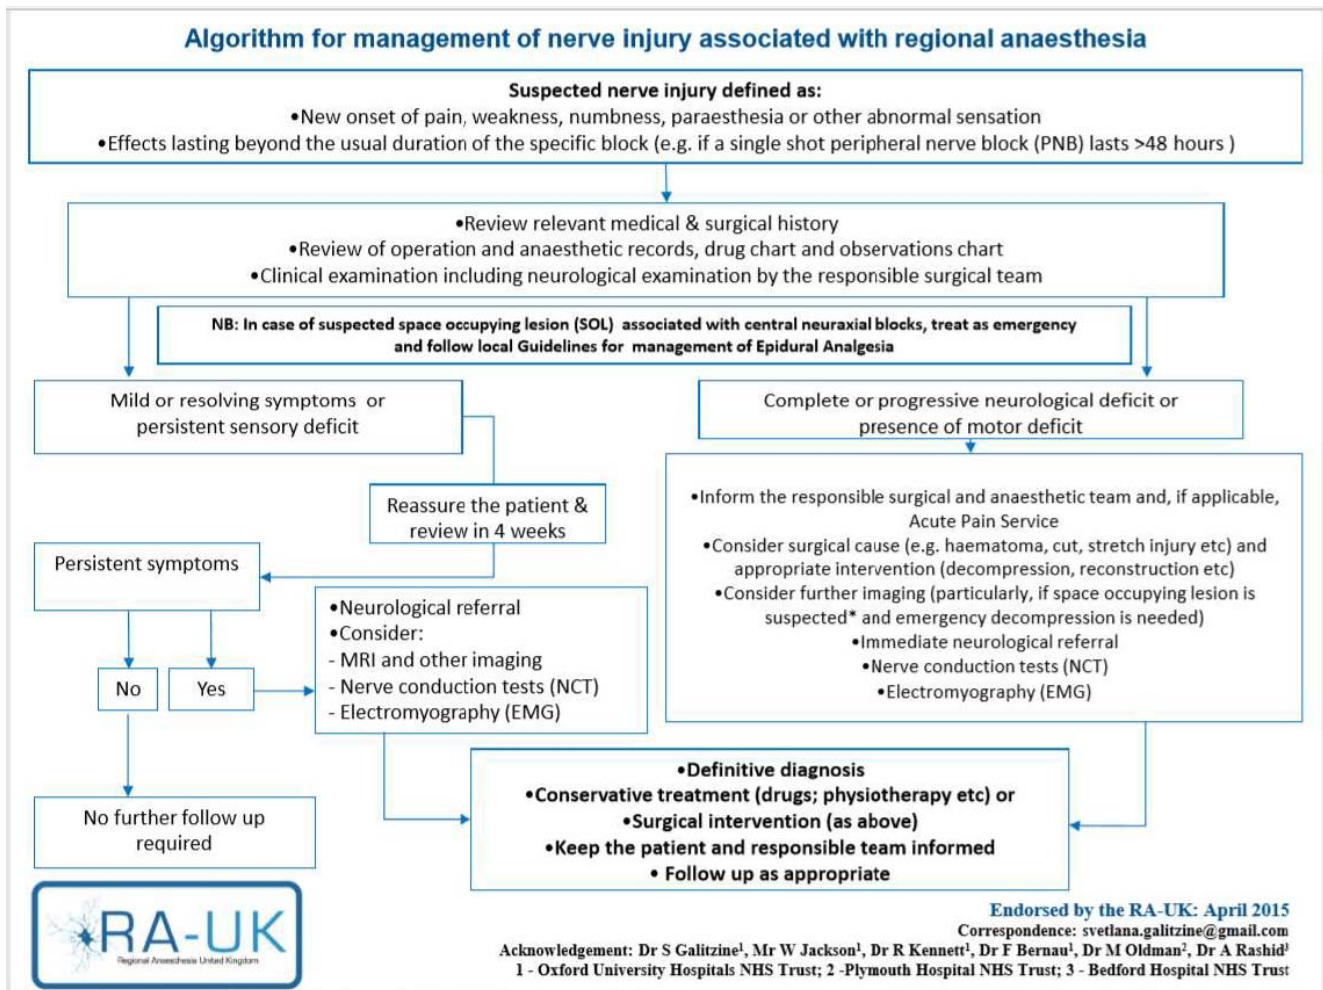 Algorithm for management of nerve injury associated with regional anaesthesia
Suspected nerve injury defined as:
•New onset of pain, weakness, numbness, paraesthesia or other abnormal sensation
•Effects lasting beyond the usual duration of the specific block (e.g. if a single shot peripheral nerve block (PNB) lasts >48 hours )
•Review relevant medical & surgical history
•Review of operation and anaesthetic records, drug chart and observations chart
•Clinical examination including neurological examination by the responsible surgical team
NB: In case of suspected space occupying lesion (SOL) associated with central neuraxial blocks, treat as emergency
and follow local Guidelines for management of Epidural Analgesia
Mild or resolving symptoms or
persistent sensory deficit
Complete or progressive neurological deficit or
presence of motor deficit
Reassure the patient &
review in 4 weeks
•Inform the responsible surgical and anaesthetic team and, if applicable,
Acute Pain Service
•Consider surgical cause (e.g. haematoma, cut, stretch injury etc) and
appropriate intervention (decompression, reconstruction etc)
•Consider further imaging (particularly, if space occupying lesion is
suspected* and emergency decompression is needed)
•Immediate neurological referral
•Nerve conduction tests (NCT)
•Electromyography (EMG)
Persistent symptoms
No
Yes
•Neurological referral
•Consider:
- MRI and other imaging
- Nerve conduction tests (NCT)
- Electromyography (EMG)
No further follow up
required
•Definitive diagnosis
•Conservative treatment (drugs; physiotherapy etc) or
•Surgical intervention (as above)
•Keep the patient and responsible team informed
• Follow up as appropriate
RA-UK
Regional Anaesthesia United Kingdom
Endorsed by the RA-UK: April 2015
Correspondence: svetlana.galitzine@gmail.com
Acknowledgement: Dr S Galitzine¹, Mr W Jackson¹, Dr R Kennett¹, Dr F Bernau¹, Dr M Oldman², Dr A Rashid³
1 - Oxford University Hospitals NHS Trust; 2 -Plymouth Hospital NHS Trust; 3 - Bedford Hospital NHS Trust